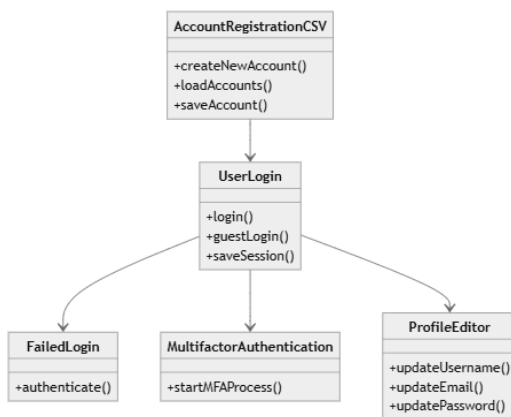 AccountRegistrationCSV
+createNewAccount()
+loadAccounts()
+saveAccount()
UserLogin
+login()
+guestLogin()
+saveSession()
FailedLogin
+authenticate()
MultifactorAuthentication
+startMFAProcess()
ProfileEditor
+updateUsername()
+updateEmail()
+updatePassword()